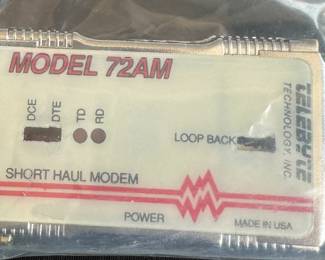 MODEL 72AM
DCE
DTE
TD
RD
LOOP BACK
TELEBYTE
TECHNOLOGY, INC.
SHORT HAUL MODEM
POWER
MADE IN USA